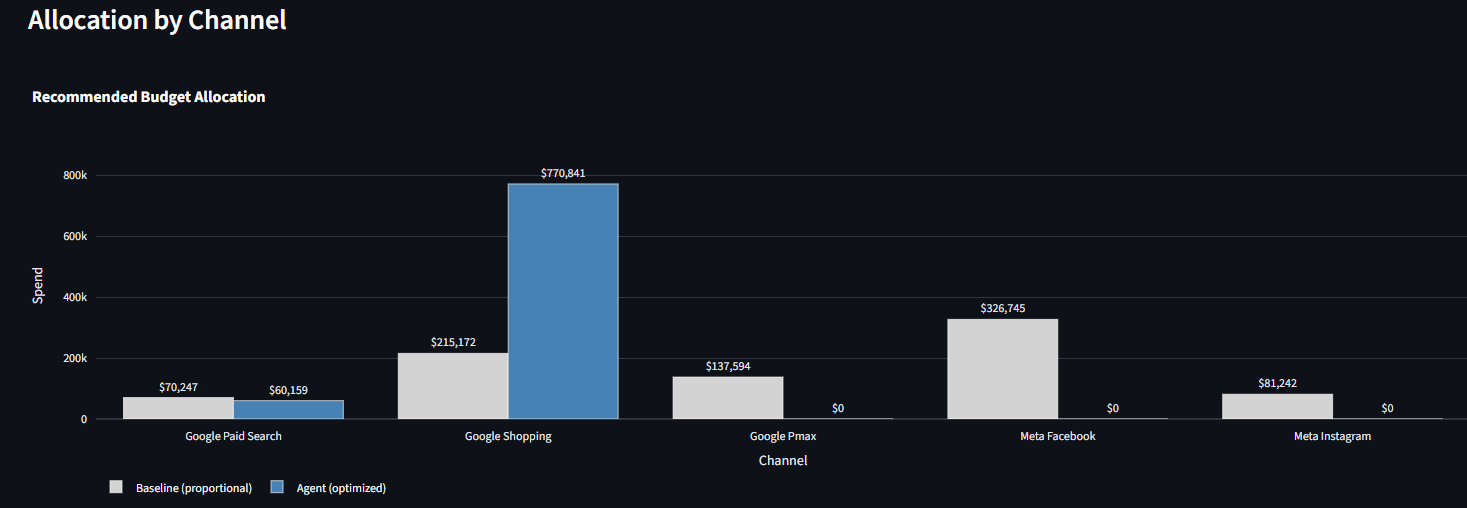 Allocation by Channel
Recommended Budget Allocation
800k
600k
400k
200k
0
Spend
$70,247
$60,159
$215,172
$770,841
$137,594
$0
$326,745
$0
$81,242
$0
Google Paid Search
Google Shopping
Google Pmax
Meta Facebook
Meta Instagram
Channel
Baseline (proportional)
Agent (optimized)